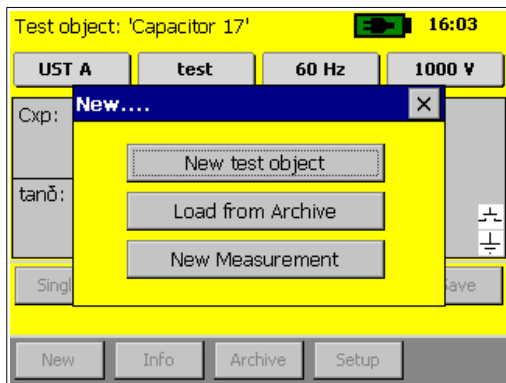 Test object: 'Capacitor 17' 16:03
UST A test 60 Hz 1000 V
New....
Cxp:
New test object
tanδ:
Load from Archive
New Measurement
Singl ave
New Info Archive Setup